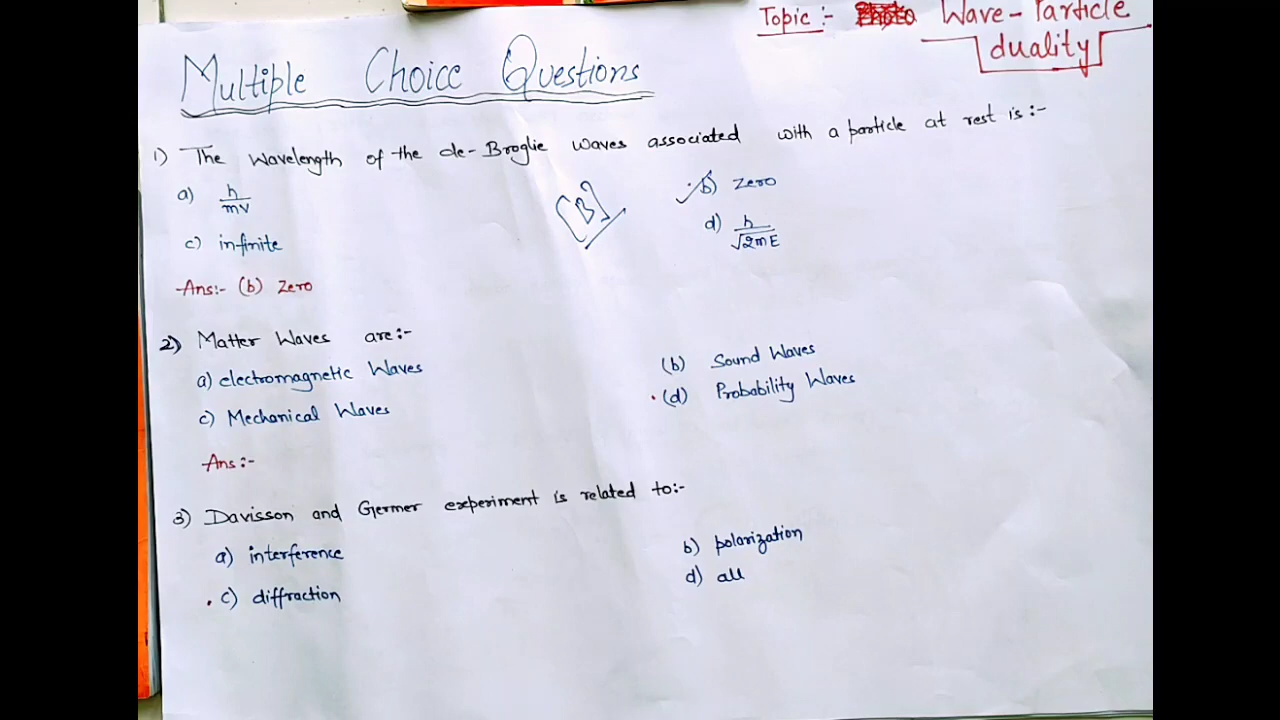 Topic :- Wave - Particle
duality
Multiple Choice Questions
1) The Wavelength of the de-Broglie waves associated with a particle at rest is :-
a) h/mv
b) Zero
[B]
c) infinite
d) h/√2mE
Ans:- (b) Zero
2) Matter Waves are :-
a) electromagnetic Waves
(b) Sound Waves
c) Mechanical Waves
(d) Probability Waves
Ans :-
3) Davisson and Germer experiment is related to:-
a) interference
b) polarization
c) diffraction
d) all